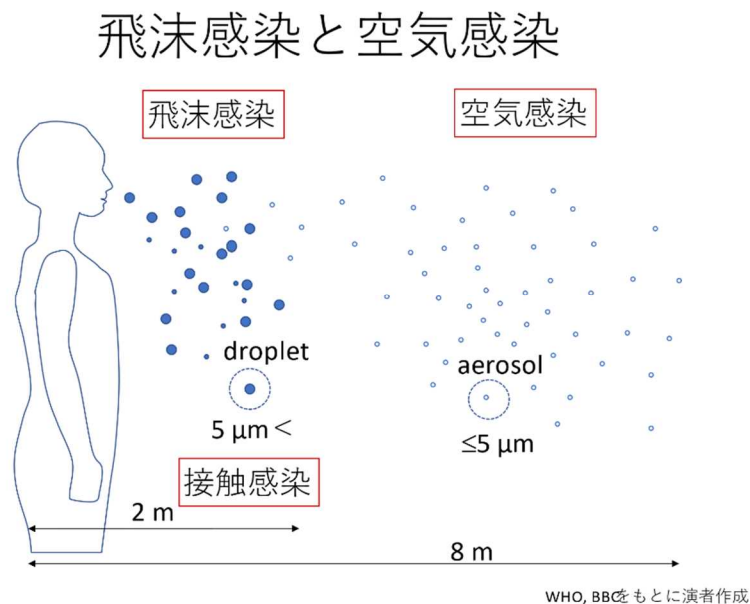 飛沫感染と空気感染
飛沫感染
空気感染
droplet
5 μm<
aerosol
≤5 μm
接触感染
2 m
8 m
WHO, BBCをもとに演者作成